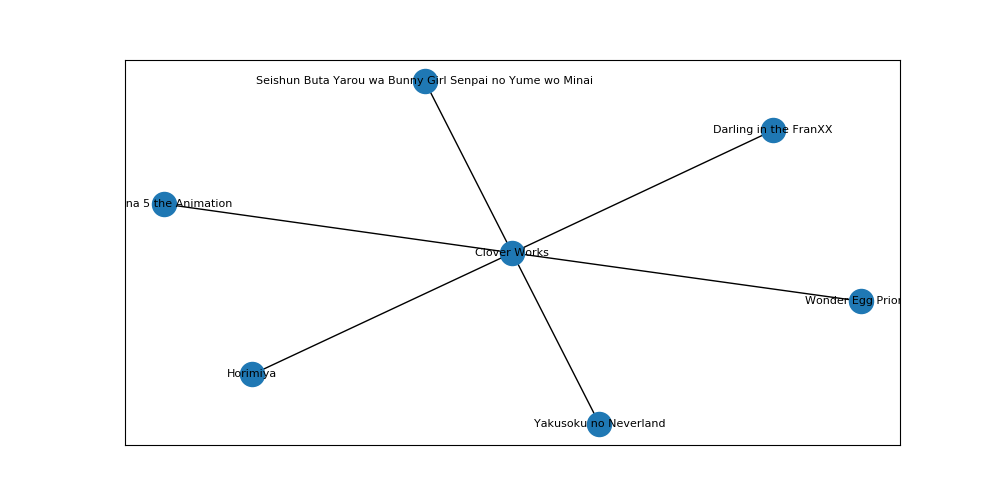 Seishun Buta Yarou wa Bunny Girl Senpai no Yume wo Minai
Darling in the FranXX
na 5 the Animation
Clover Works
Wonder Egg Prior
Horimiya
Yakusoku no Neverland